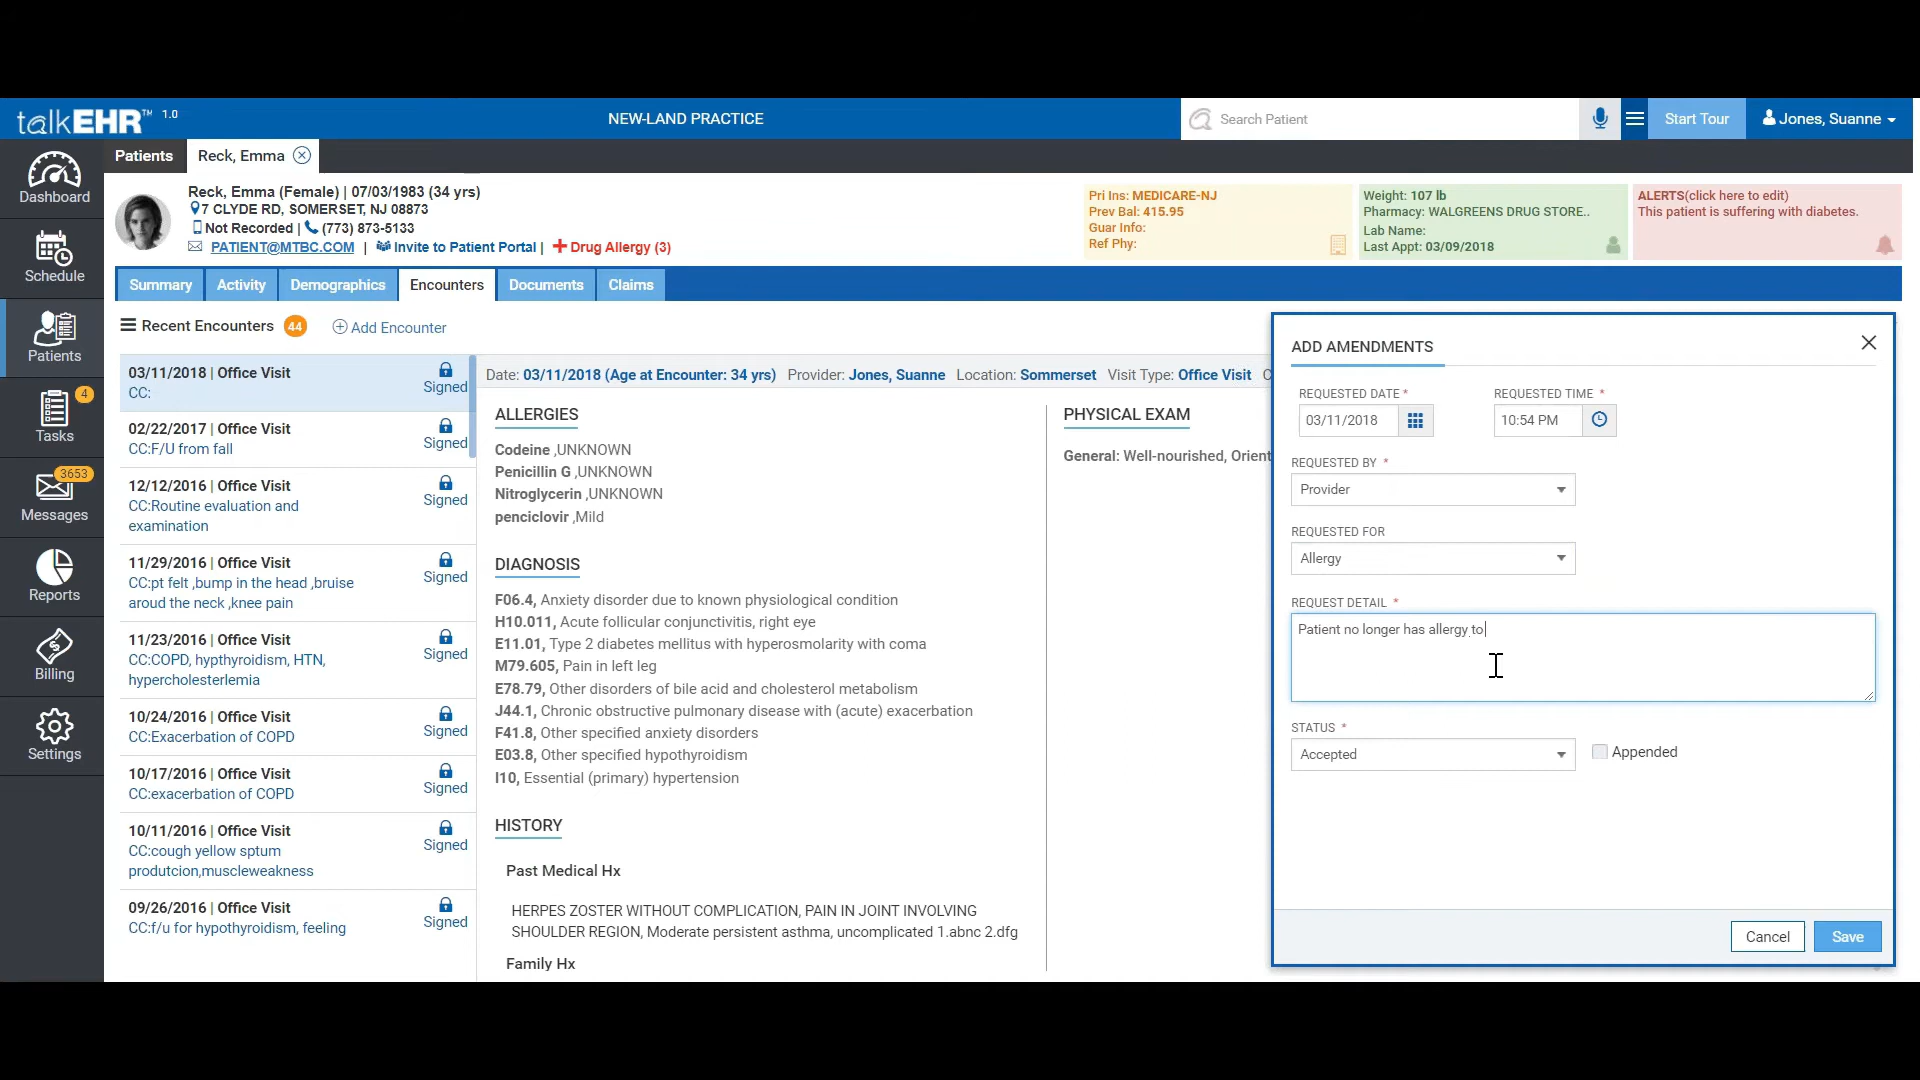 talkEHR™ 1.0
NEW-LAND PRACTICE
Search Patient
Start Tour
Jones, Suanne
Dashboard
Schedule
Patients
4
Tasks
3653
Messages
Reports
Billing
Settings
Patients
Reck, Emma
Reck, Emma (Female) | 07/03/1983 (34 yrs)
7 CLYDE RD, SOMERSET, NJ 08873
Not Recorded | (773) 873-5133
PATIENT@MTBC.COM | Invite to Patient Portal | Drug Allergy (3)
Pri Ins: MEDICARE-NJ
Prev Bal: 415.95
Guar Info:
Ref Phy:
Weight: 107 lb
Pharmacy: WALGREENS DRUG STORE..
Lab Name:
Last Appt: 03/09/2018
ALERTS(click here to edit)
This patient is suffering with diabetes.
Summary
Activity
Demographics
Encounters
Documents
Claims
Recent Encounters 44
Add Encounter
03/11/2018 | Office Visit
CC:
Signed
02/22/2017 | Office Visit
CC:F/U from fall
Signed
12/12/2016 | Office Visit
CC:Routine evaluation and
examination
Signed
11/29/2016 | Office Visit
CC:pt felt ,bump in the head ,bruise
aroud the neck ,knee pain
Signed
11/23/2016 | Office Visit
CC:COPD, hypthyroidism, HTN,
hypercholesterlemia
Signed
10/24/2016 | Office Visit
CC:Exacerbation of COPD
Signed
10/17/2016 | Office Visit
CC:exacerbation of COPD
Signed
10/11/2016 | Office Visit
CC:cough yellow sptum
produtcion,muscleweakness
Signed
09/26/2016 | Office Visit
CC:f/u for hypothyroidism, feeling
Signed
Date: 03/11/2018 (Age at Encounter: 34 yrs) Provider: Jones, Suanne Location: Sommerset Visit Type: Office Visit C
ALLERGIES
Codeine ,UNKNOWN
Penicillin G ,UNKNOWN
Nitroglycerin ,UNKNOWN
penciclovir ,Mild
DIAGNOSIS
F06.4, Anxiety disorder due to known physiological condition
H10.011, Acute follicular conjunctivitis, right eye
E11.01, Type 2 diabetes mellitus with hyperosmolarity with coma
M79.605, Pain in left leg
E78.79, Other disorders of bile acid and cholesterol metabolism
J44.1, Chronic obstructive pulmonary disease with (acute) exacerbation
F41.8, Other specified anxiety disorders
E03.8, Other specified hypothyroidism
I10, Essential (primary) hypertension
HISTORY
Past Medical Hx
HERPES ZOSTER WITHOUT COMPLICATION, PAIN IN JOINT INVOLVING
SHOULDER REGION, Moderate persistent asthma, uncomplicated 1.abnc 2.dfg
Family Hx
PHYSICAL EXAM
General: Well-nourished, Orient
ADD AMENDMENTS
REQUESTED DATE *
REQUESTED TIME *
03/11/2018
10:54 PM
REQUESTED BY *
Provider
REQUESTED FOR
Allergy
REQUEST DETAIL *
Patient no longer has allergy to
STATUS *
Accepted
Appended
Cancel
Save